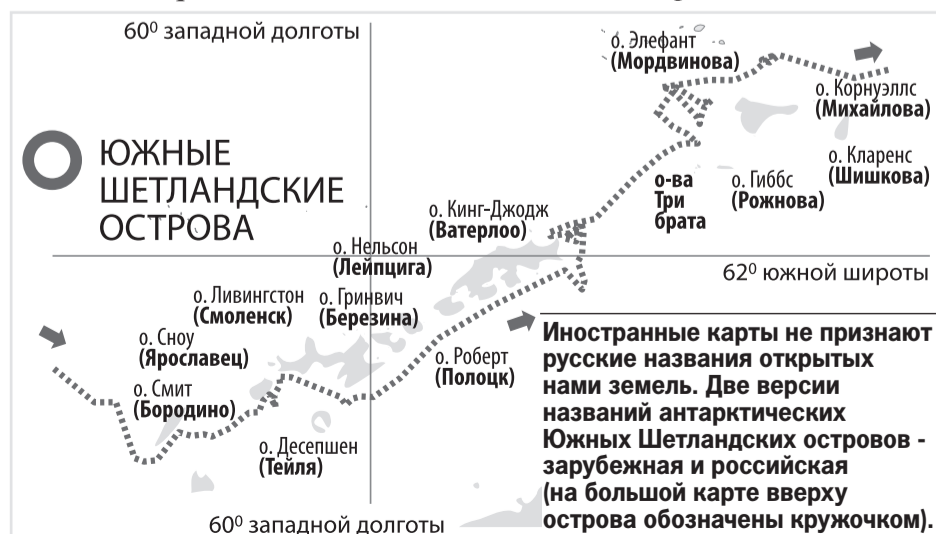 60⁰ западной долготы
о. Элефант
(Мордвинова)
о. Корнуэллс
(Михайлова)
ЮЖНЫЕ
ШЕТЛАНДСКИЕ
ОСТРОВА
о. Кларенс
(Шишкова)
о-ва
Три
брата
о. Гиббс
(Рожнова)
о. Кинг-Джодж
(Ватерлоо)
о. Нельсон
(Лейпцига)
62⁰ южной широты
о. Ливингстон
(Смоленск)
о. Гринвич
(Березина)
о. Сноу
(Ярославец)
о. Роберт
(Полоцк)
о. Смит
(Бородино)
о. Десепшен
(Тейля)
60⁰ западной долготы
Иностранные карты не признают
русские названия открытых
нами земель. Две версии
названий антарктических
Южных Шетландских островов -
зарубежная и российская
(на большой карте вверху
острова обозначены кружочком).